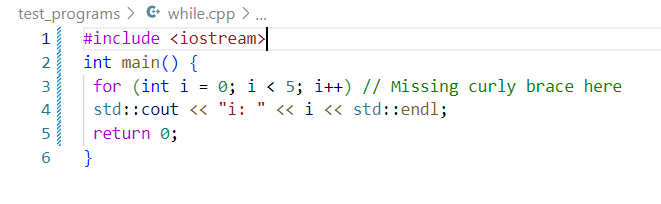 test_programs > while.cpp > ...
1 #include <iostream>
2 int main() {
3 for (int i = 0; i < 5; i++) // Missing curly brace here
4 std::cout << "i: " << i << std::endl;
5 return 0;
6 }